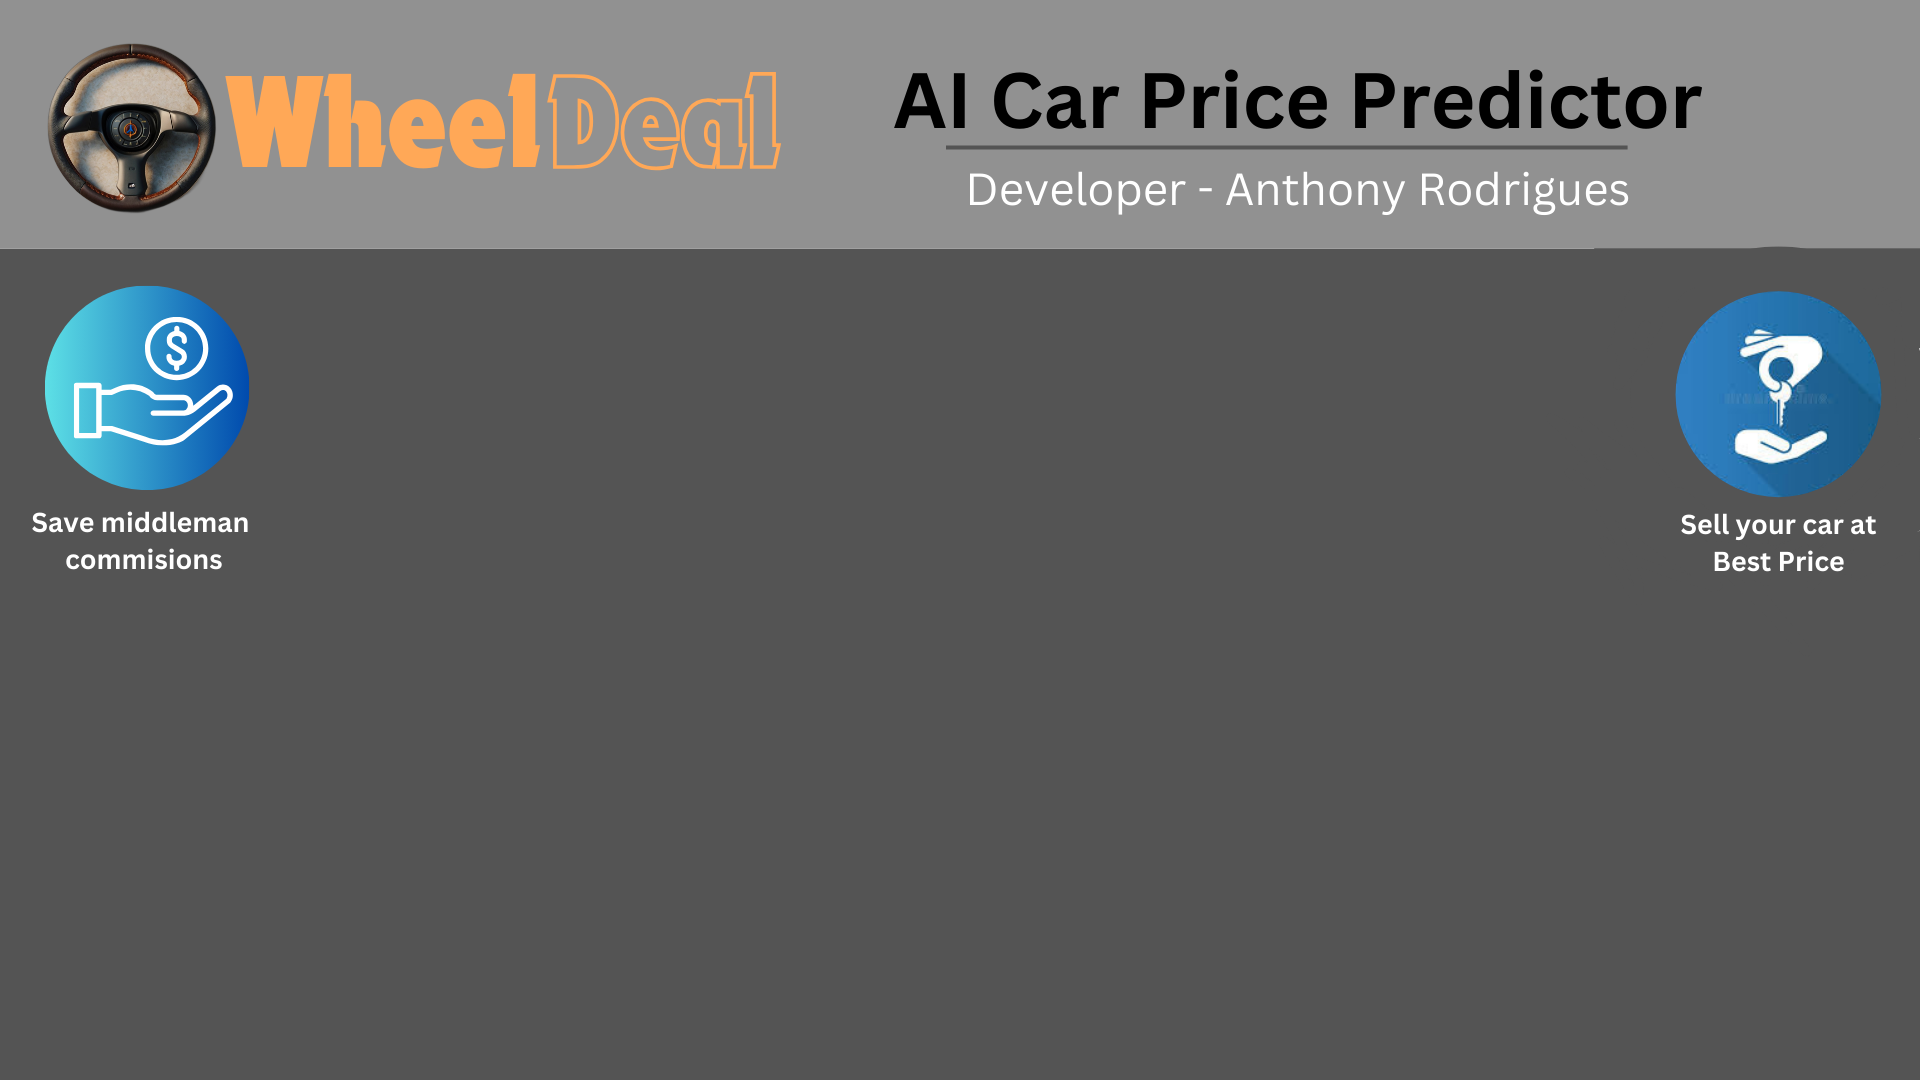 WheelDeal
AI Car Price Predictor
Developer - Anthony Rodrigues
$
Save middleman
commisions
Sell your car at
Best Price